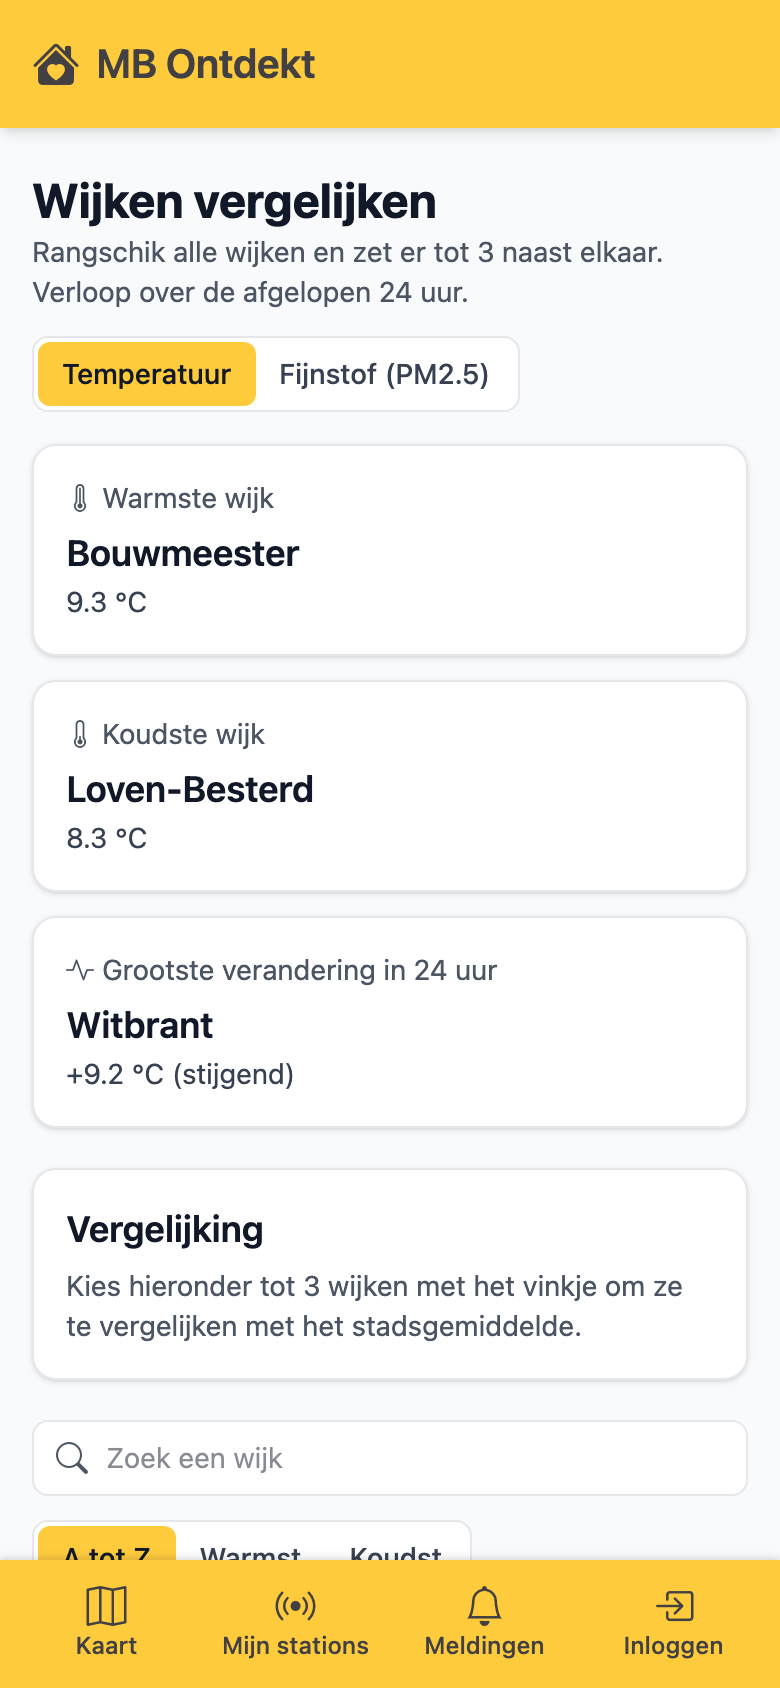 MB Ontdekt
Wijken vergelijken
Rangschik alle wijken en zet er tot 3 naast elkaar.
Verloop over de afgelopen 24 uur.
Temperatuur
Fijnstof (PM2.5)
Warmste wijk
Bouwmeester
9.3 °C
Koudste wijk
Loven-Besterd
8.3 °C
Grootste verandering in 24 uur
Witbrant
+9.2 °C (stijgend)
Vergelijking
Kies hieronder tot 3 wijken met het vinkje om ze
te vergelijken met het stadsgemiddelde.
Zoek een wijk
A tot Z
Warmst
Koudst
Kaart
Mijn stations
Meldingen
Inloggen